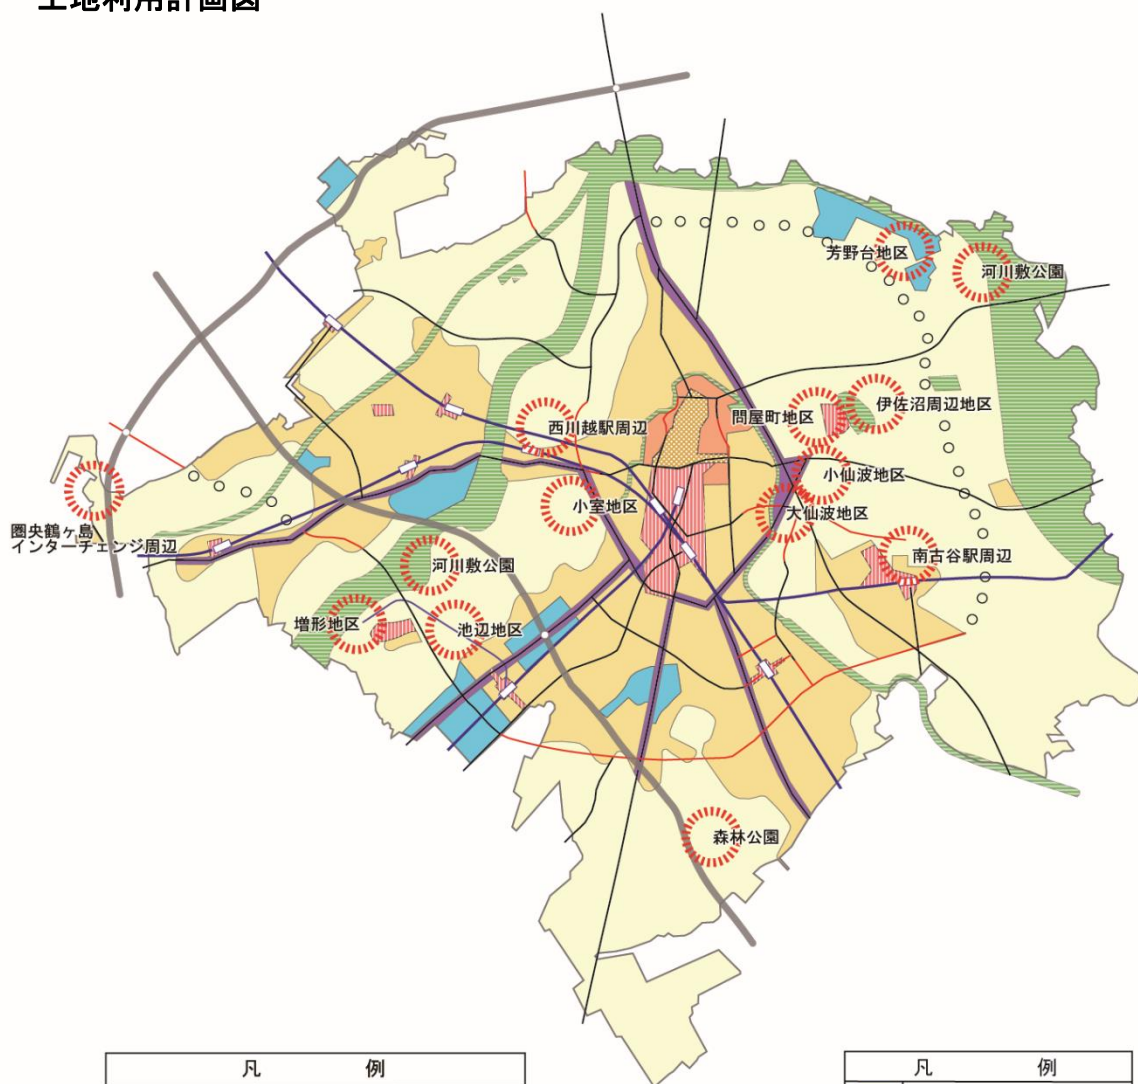 土地利用計画図
芳野台地区
河川敷公園
伊佐沼周辺地区
問屋町地区
西川越駅周辺
小仙波地区
小室地区
大仙波地区
圏央鶴ヶ島
インターチェンジ周辺
南古谷駅周辺
河川敷公園
増形地区
池辺地区
森林公園
凡 例
凡 例